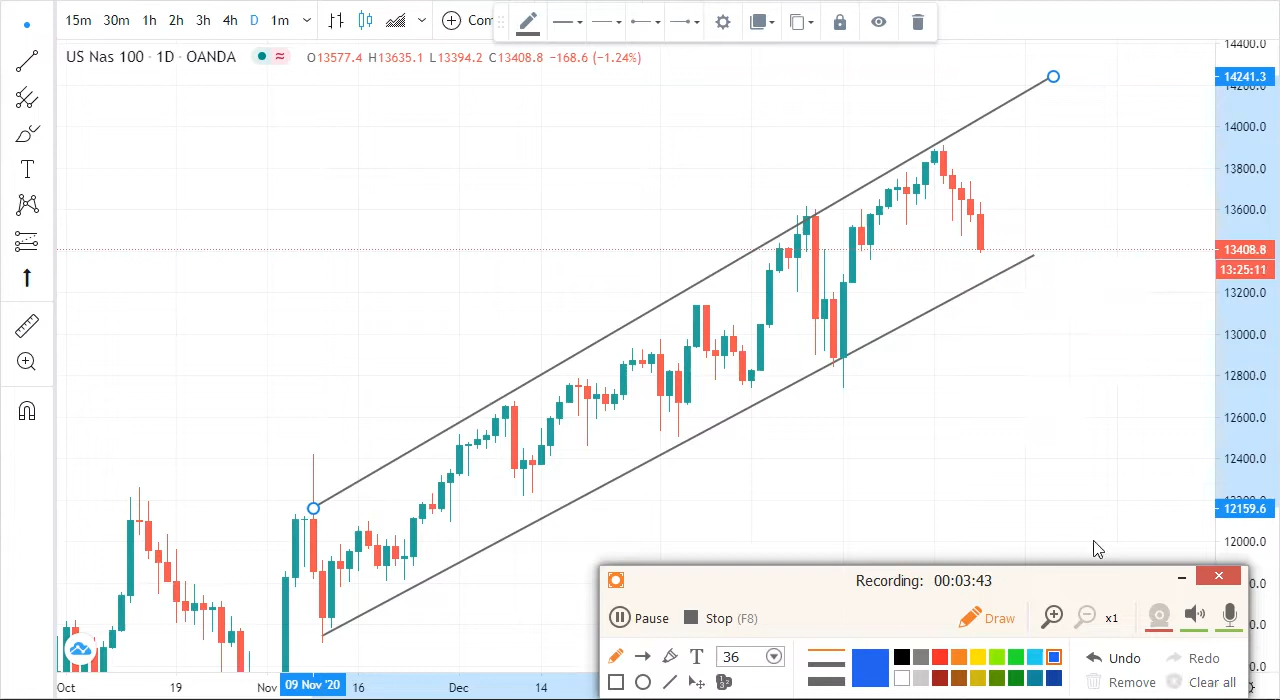 15m 30m 1h 2h 3h 4h D 1m Con
US Nas 100 · 1D · OANDA
O13577.4 H13635.1 L13394.2 C13408.8 −168.6 (−1.24%)
T
14400.0
14241.3
14200.0
14000.0
13800.0
13600.0
13408.8
13:25:11
13200.0
13000.0
12800.0
12600.0
12400.0
12159.6
12000.0
Recording: 00:03:43
Pause Stop (F8) Draw x1
T 36 Undo Redo
Remove Clear all
Oct 19 Nov 09 Nov '20 16 Dec 14